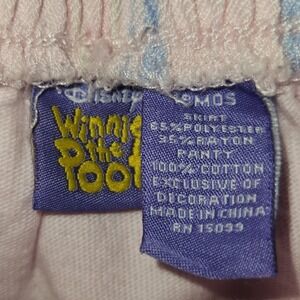 ©DISNEY
Winnie
the
Pooh
MOS
SKIRT
65%POLYESTER
35%RAYON
PANTY
100%COTTON
EXCLUSIVE OF
DECORATION
MADE IN CHINA
RN 15099